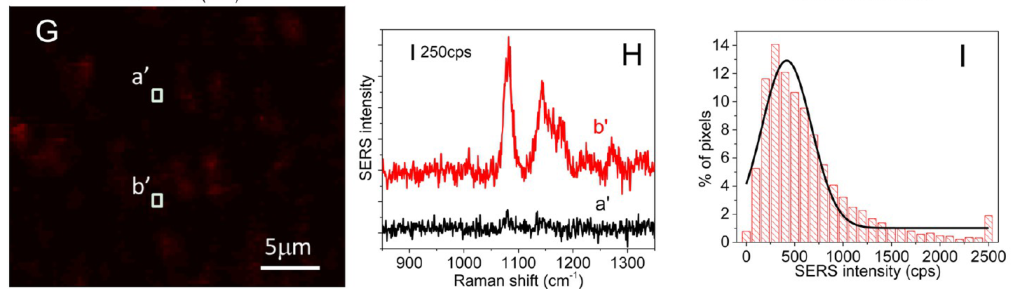 G
a'
b'
5μm
H
I 250cps
b'
a'
SERS intensity
900 1000 1100 1200 1300
Raman shift (cm⁻¹)
I
14
12
10
8
6
4
2
0
% of pixels
0 500 1000 1500 2000 2500
SERS intensity (cps)